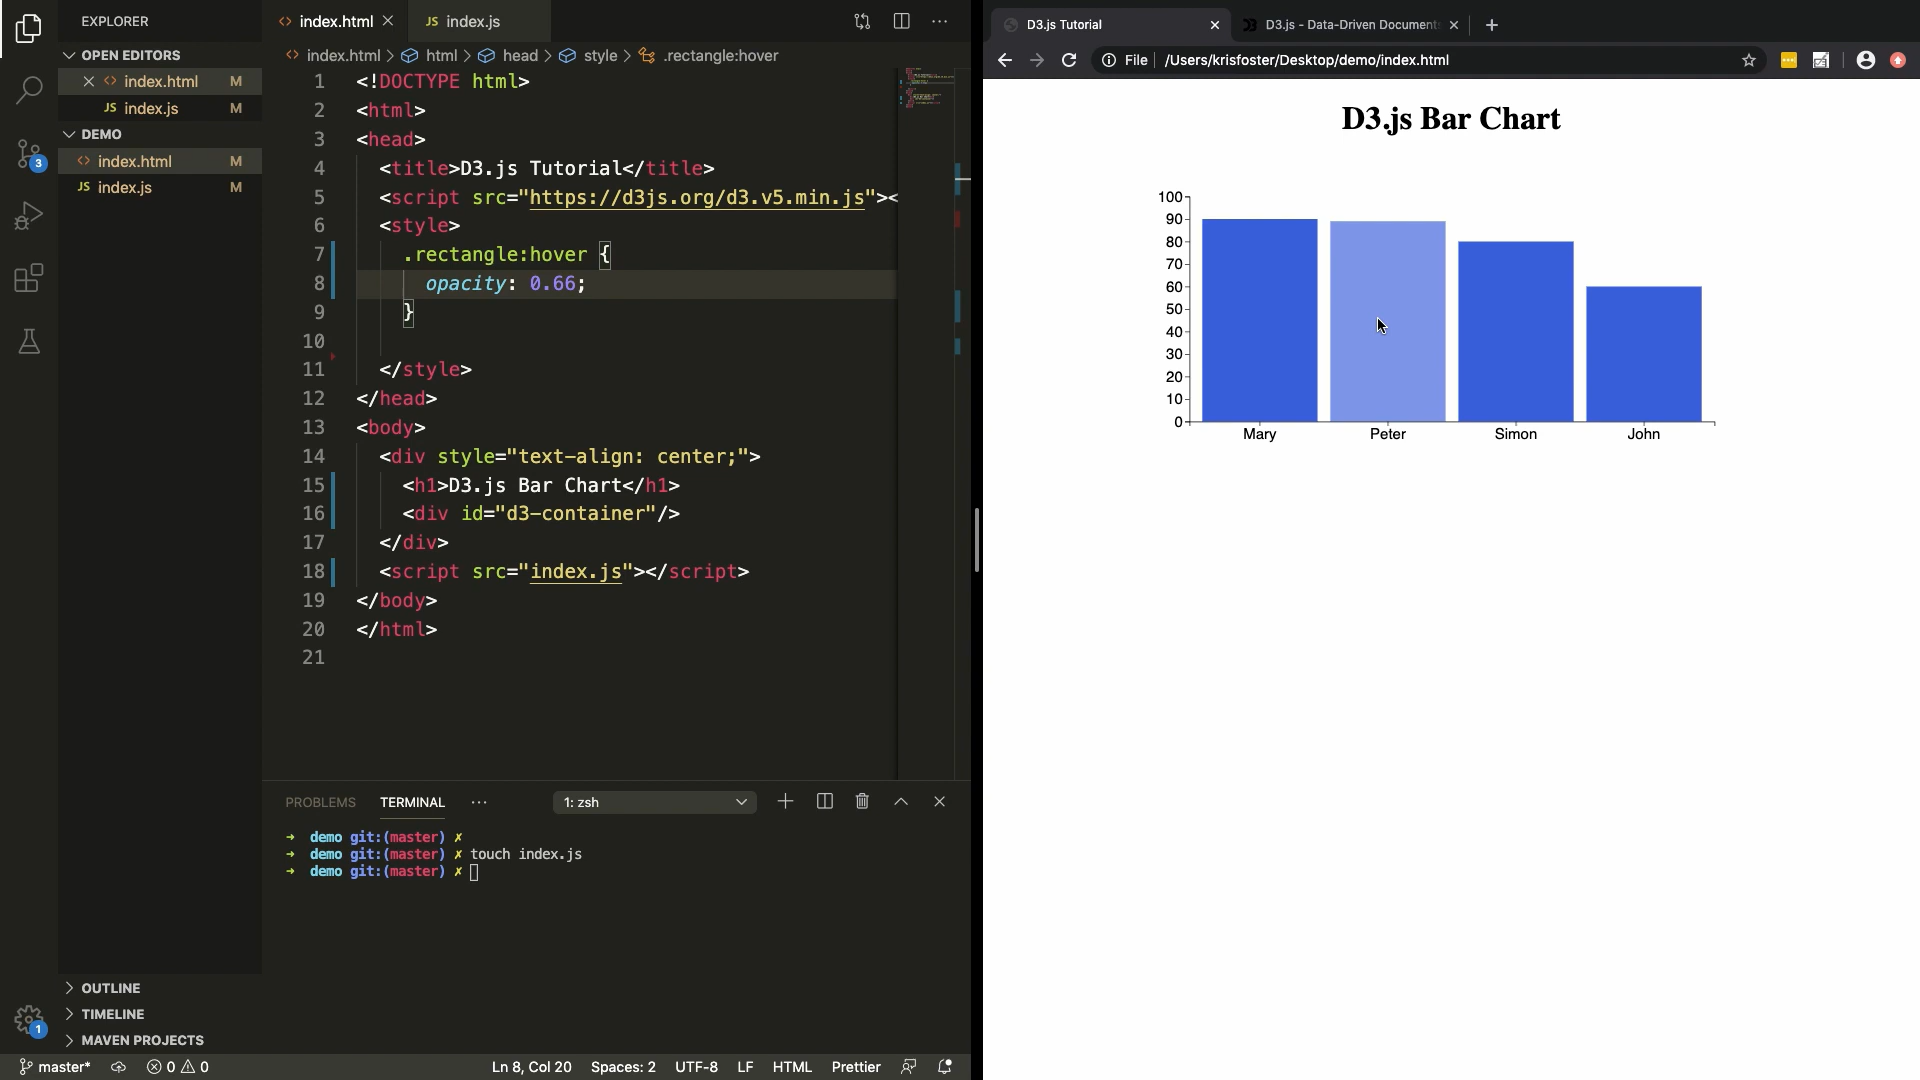 EXPLORER
OPEN EDITORS
index.html M
JS index.js M
DEMO
index.html M
JS index.js M
3
OUTLINE
TIMELINE
MAVEN PROJECTS
1
index.html
JS index.js
index.html > html > head > style > .rectangle:hover
1 <!DOCTYPE html>
2 <html>
3 <head>
4 <title>D3.js Tutorial</title>
5 <script src="https://d3js.org/d3.v5.min.js"><
6 <style>
7 .rectangle:hover {
8 opacity: 0.66;
9 }
10
11 </style>
12 </head>
13 <body>
14 <div style="text-align: center;">
15 <h1>D3.js Bar Chart</h1>
16 <div id="d3-container"/>
17 </div>
18 <script src="index.js"></script>
19 </body>
20 </html>
21
PROBLEMS TERMINAL ··· 1: zsh
→ demo git:(master) ✗
→ demo git:(master) ✗ touch index.js
→ demo git:(master) ✗
master* 0 0 Ln 8, Col 20 Spaces: 2 UTF-8 LF HTML Prettier
D3.js Tutorial
D3.js - Data-Driven Document
File /Users/krisfoster/Desktop/demo/index.html
D3.js Bar Chart
100
90
80
70
60
50
40
30
20
10
0
Mary Peter Simon John